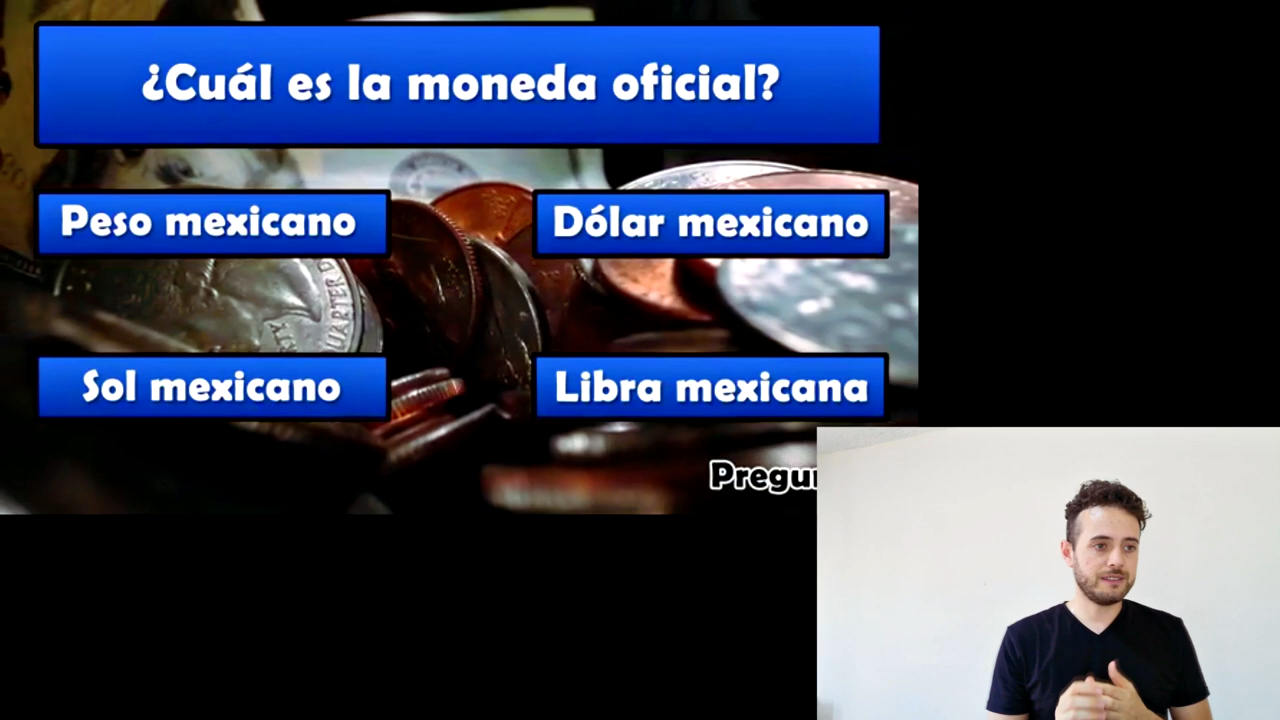 ¿Cuál es la moneda oficial?
Peso mexicano
Dólar mexicano
Sol mexicano
Libra mexicana